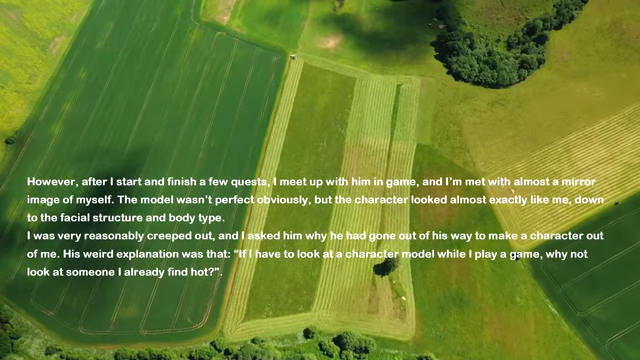 However, after I start and finish a few quests, I meet up with him in game, and I'm met with almost a mirror
image of myself. The model wasn't perfect obviously, but the character looked almost exactly like me, down
to the facial structure and body type.
I was very reasonably creeped out, and I asked him why he had gone out of his way to make a character out
of me. His weird explanation was that: "If I have to look at a character model while I play a game, why not
look at someone I already find hot?".